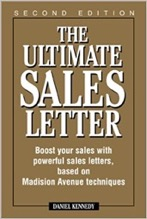 SECOND EDITION
THE
ULTIMATE
SALES
LETTER
Boost your sales with
powerful sales letters,
based on
Madision Avenue techniques
DANIEL KENNEDY